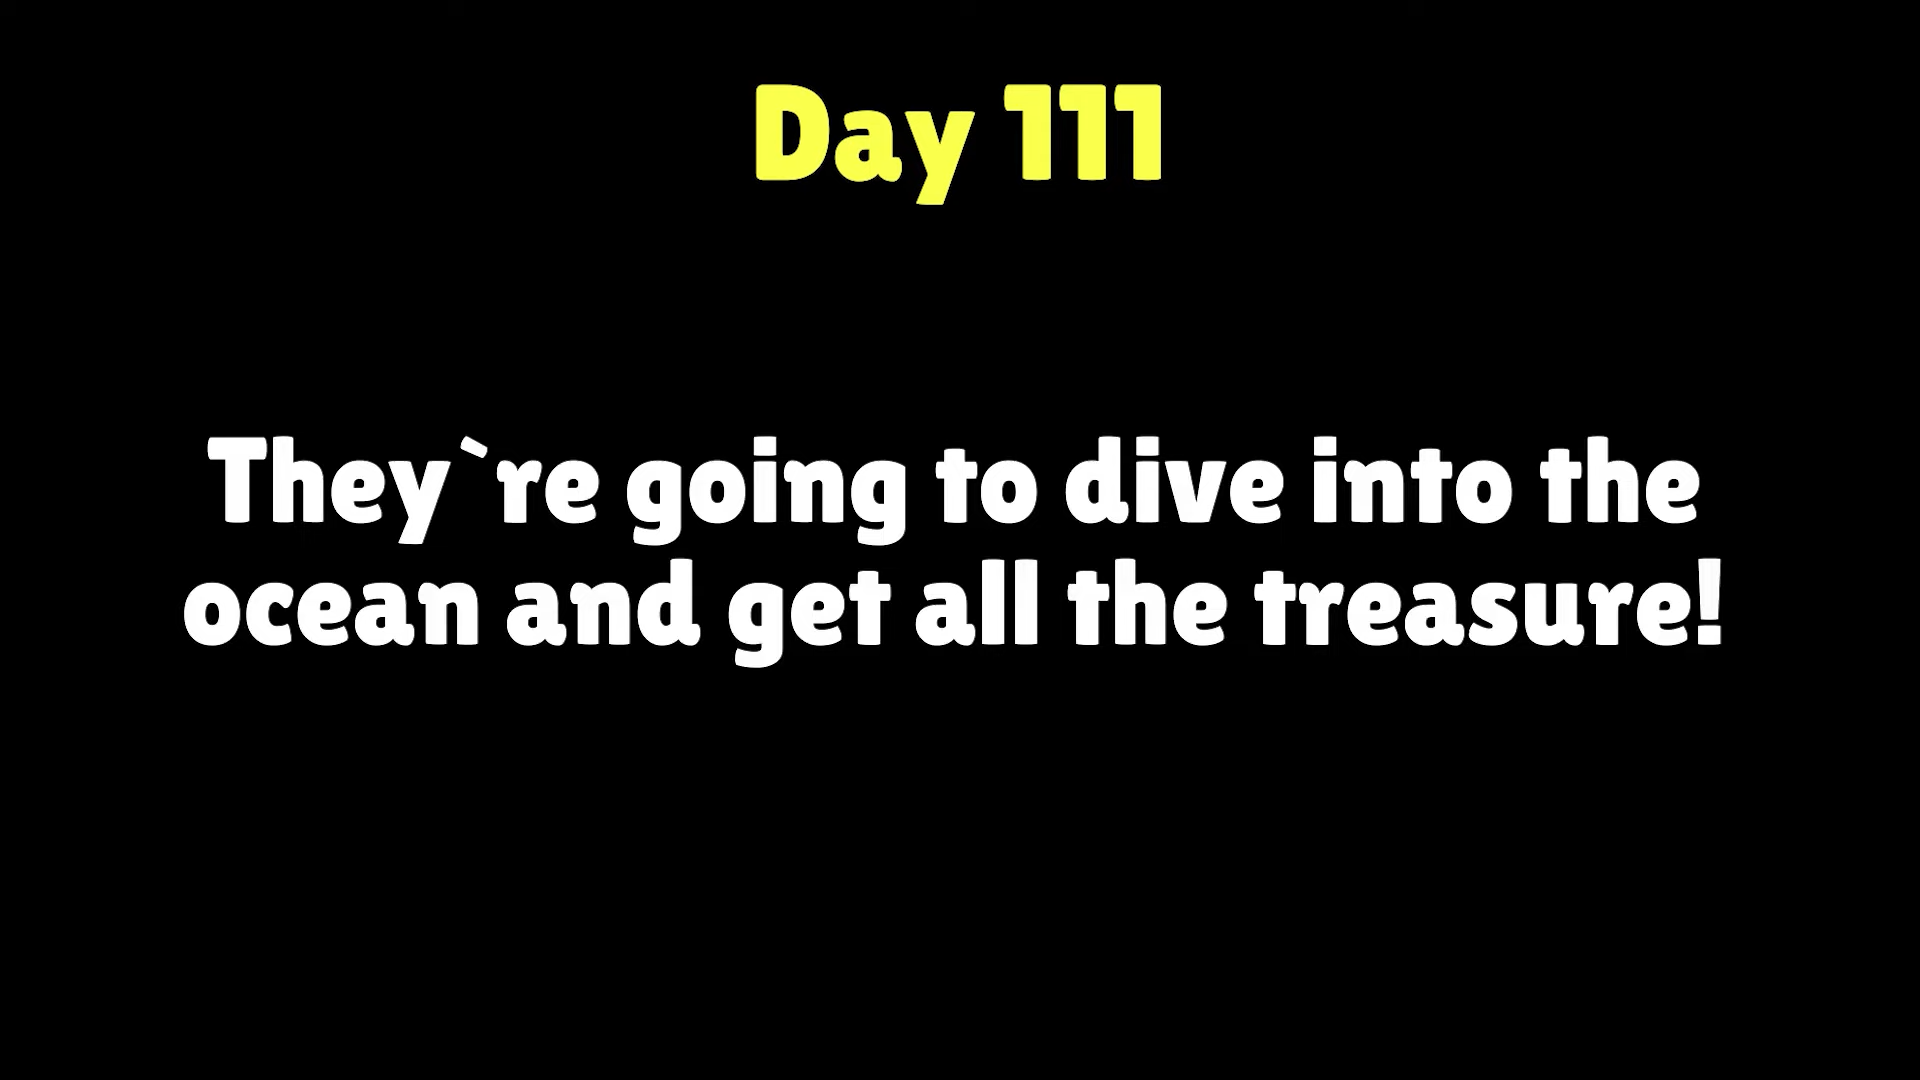 Day 111
They`re going to dive into the
ocean and get all the treasure!